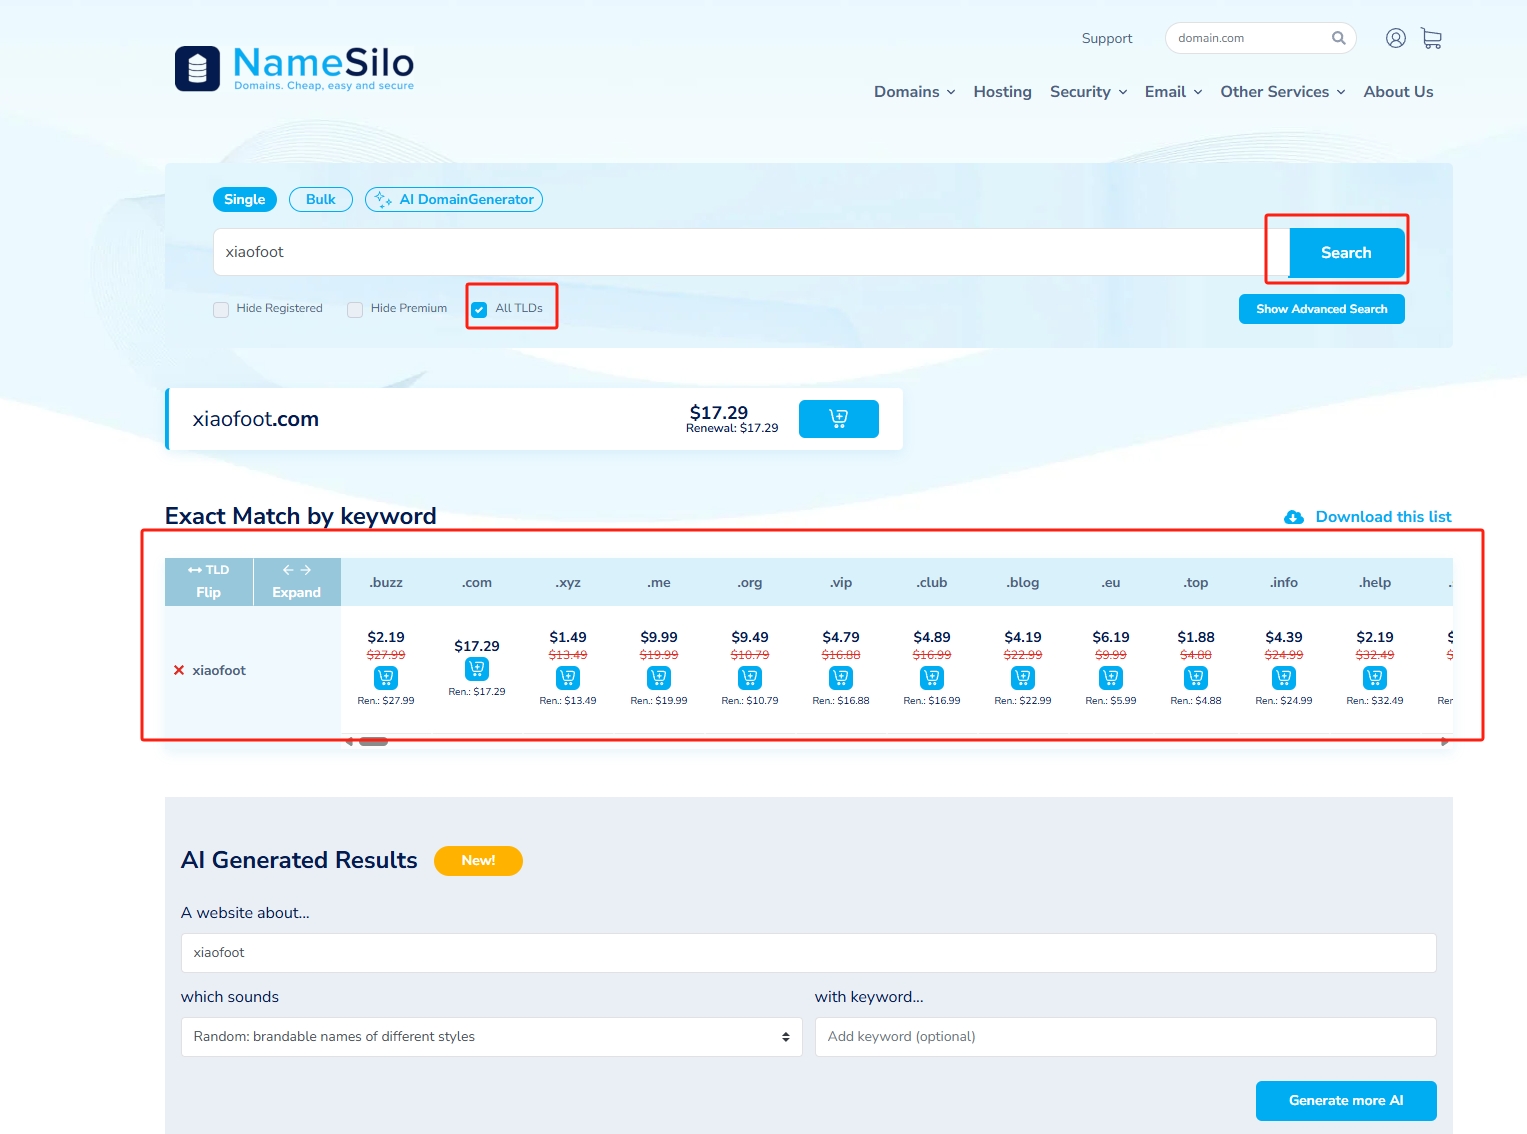 Support
domain.com
NameSilo
Domains. Cheap, easy and secure
Domains Hosting Security Email Other Services About Us
Single Bulk AI DomainGenerator
xiaofoot
Search
Hide Registered Hide Premium All TLDs
Show Advanced Search
xiaofoot.com
$17.29
Renewal: $17.29
Exact Match by keyword
Download this list
TLD Flip Expand .buzz .com .xyz .me .org .vip .club .blog .eu .top .info .help
$2.19 $17.29 $1.49 $9.99 $9.49 $4.79 $4.89 $4.19 $6.19 $1.88 $4.39 $2.19
$27.99 $13.49 $19.99 $10.79 $16.88 $16.99 $22.99 $9.99 $4.88 $24.99 $32.49
xiaofoot
Ren.: $27.99 Ren.: $17.29 Ren.: $13.49 Ren.: $19.99 Ren.: $10.79 Ren.: $16.88 Ren.: $16.99 Ren.: $22.99 Ren.: $5.99 Ren.: $4.88 Ren.: $24.99 Ren.: $32.49
AI Generated Results New!
A website about...
xiaofoot
which sounds
Random: brandable names of different styles
with keyword...
Add keyword (optional)
Generate more AI